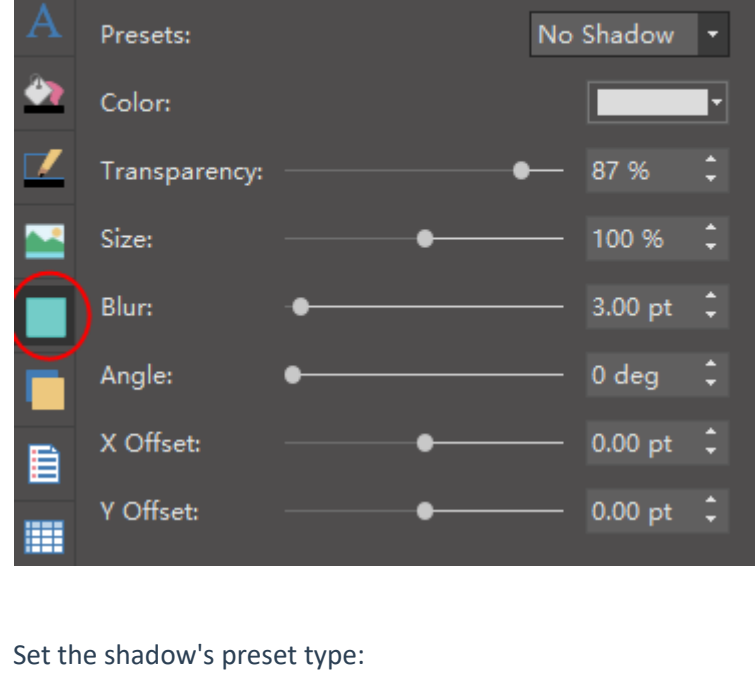 Presets: No Shadow
Color:
Transparency: 87 %
Size: 100 %
Blur: 3.00 pt
Angle: 0 deg
X Offset: 0.00 pt
Y Offset: 0.00 pt
Set the shadow's preset type: